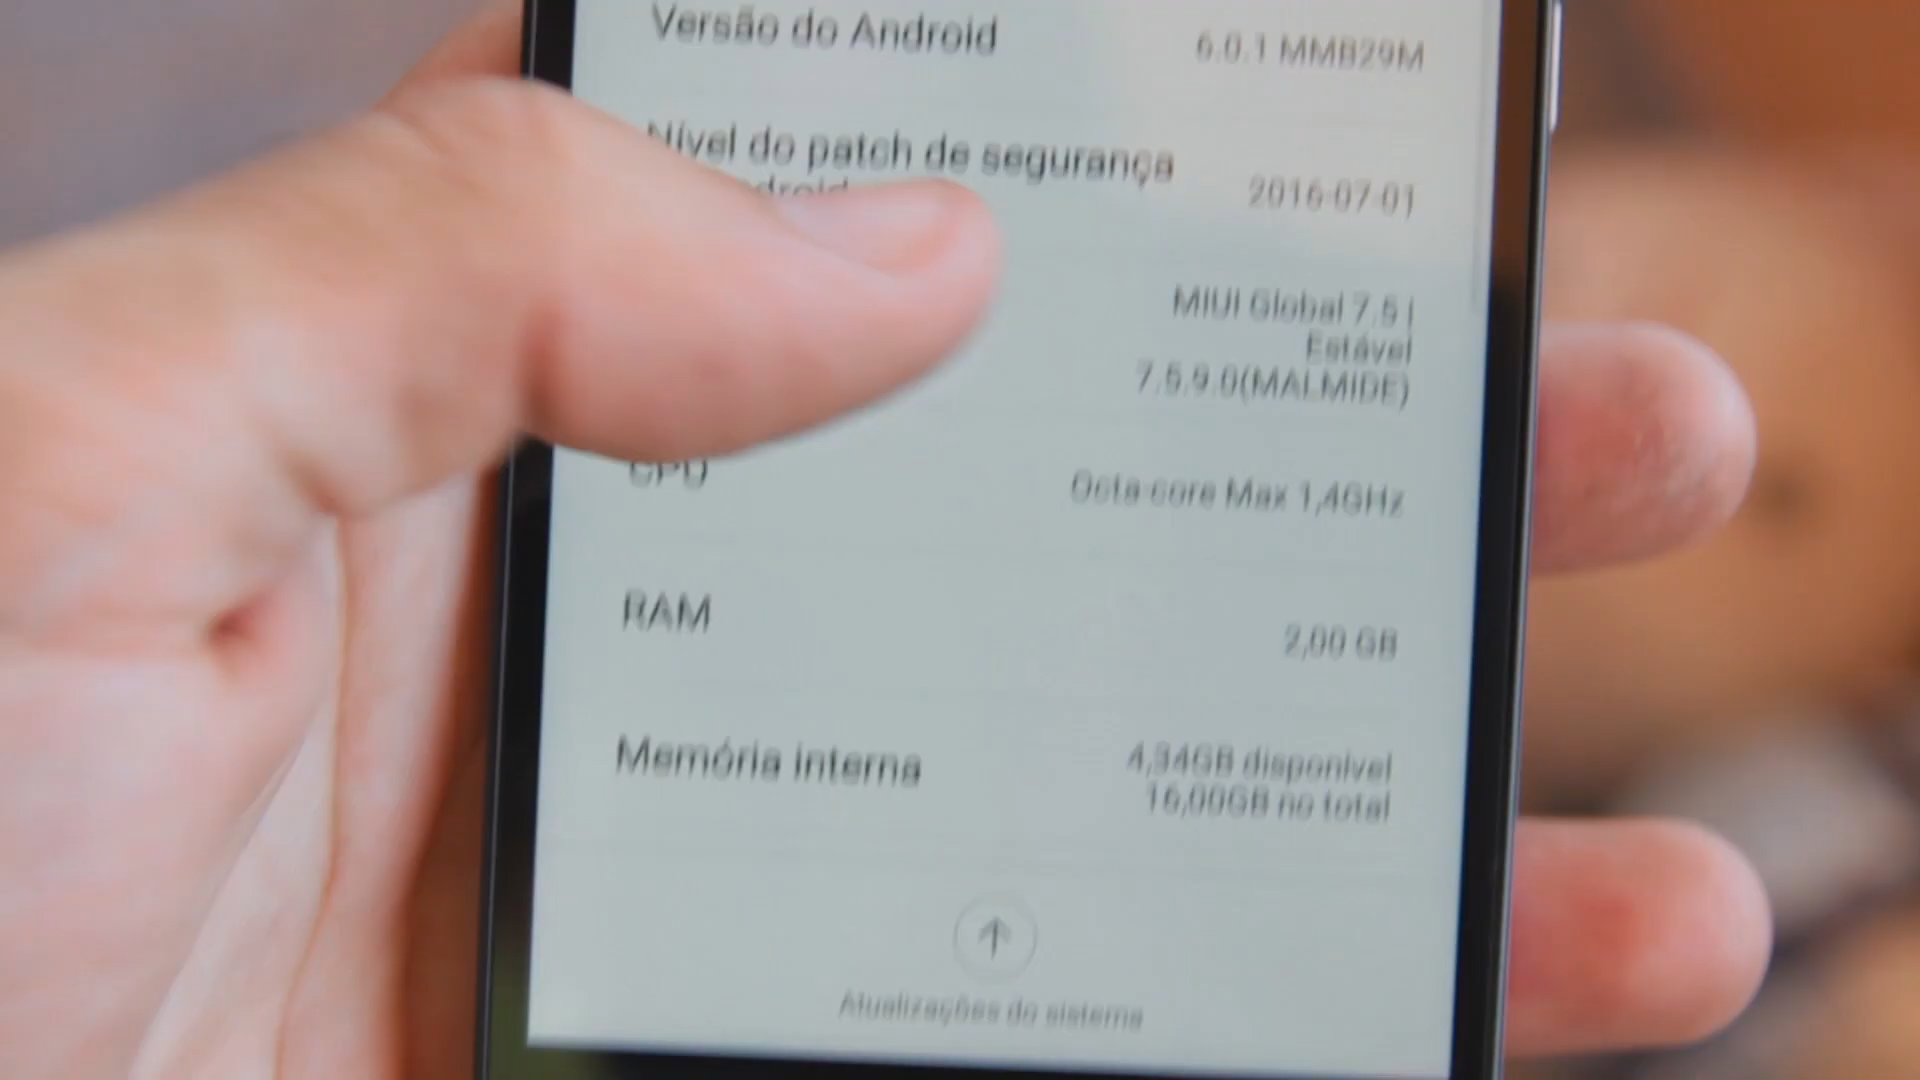 Versão do Android
6.0.1 MMB29M
Nível do patch de segurança
2016-07-01
MIUI Global 7.5 |
Estável
7.5.9.0(MALMIDE)
CPU
Octa-core Max 1,4GHz
RAM
2,00 GB
Memória interna
4,34GB disponível
16,00GB no total
Atualizações do sistema